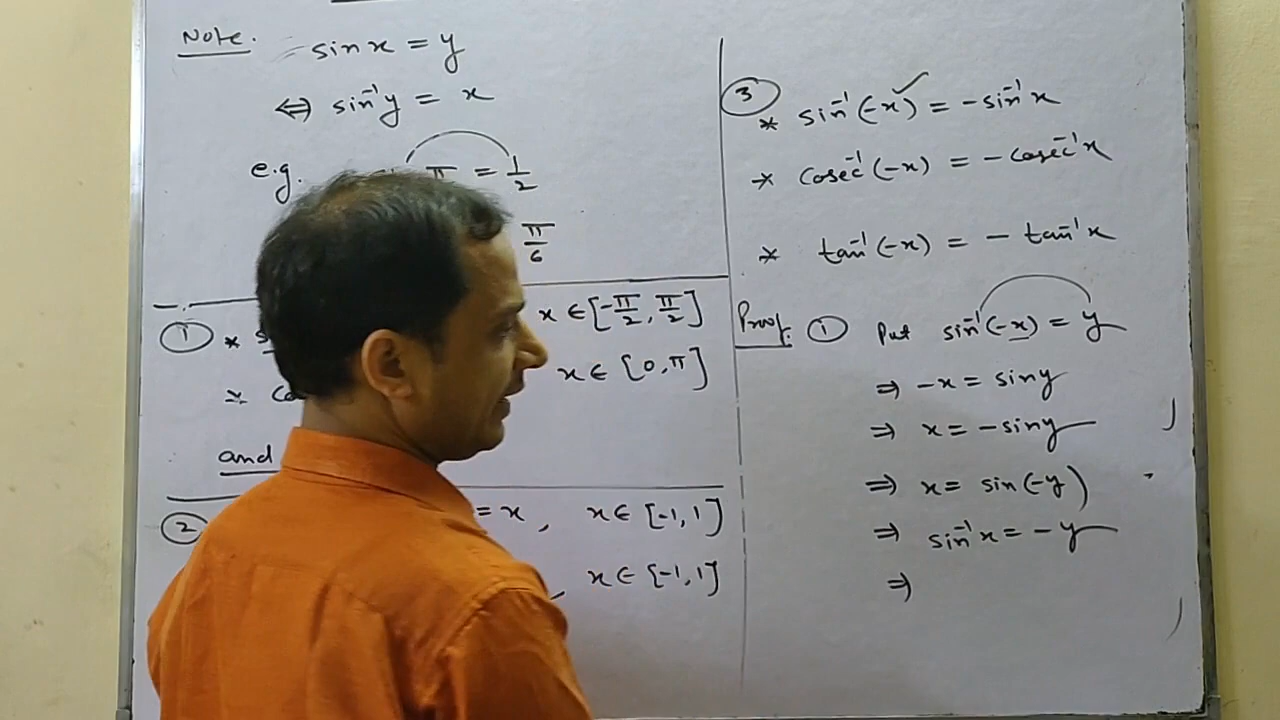 Note. sin x = y
⇔ sin⁻¹y = x
e.g. π = 1/2
π/6
① * x ∈ [-π/2, π/2]
* x ∈ [0, π]
and
② = x, x ∈ [-1, 1]
, x ∈ [-1, 1]
③ * sin⁻¹(-x) = -sin⁻¹x
* cosec⁻¹(-x) = -cosec⁻¹x
* tan⁻¹(-x) = - tan⁻¹x
Proof. ① Put sin⁻¹(-x) = y
⇒ -x = sin y
⇒ x = -sin y
⇒ x = sin(-y)
⇒ sin⁻¹x = -y
⇒